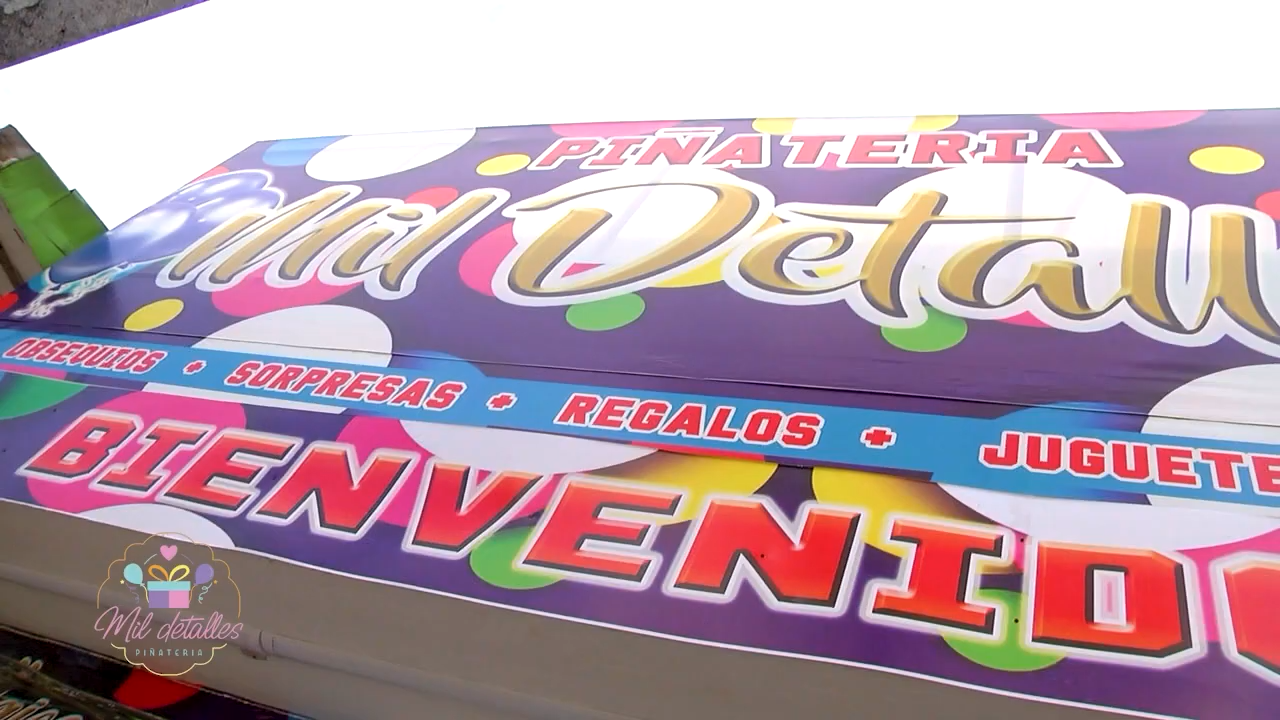 PIÑATERIA
Mil Detall
OBSEQUIOS + SORPRESAS + REGALOS + JUGUETE
BIENVENIDO
Mil detalles
PIÑATERIA